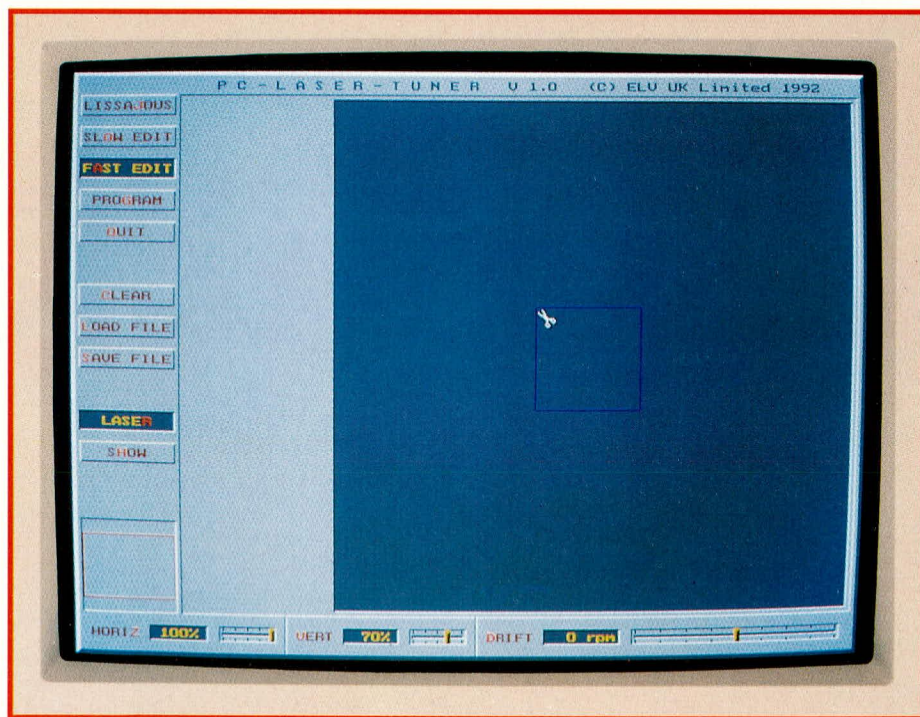 PC-LASER-TUNER V 1.0 (C) ELV UK Limited 1992
LISSAJOUS
SLOW EDIT
FAST EDIT
PROGRAM
QUIT
CLEAR
LOAD FILE
SAVE FILE
LASER
SHOW
HORIZ 100% VERT 70% DRIFT 0 rpm